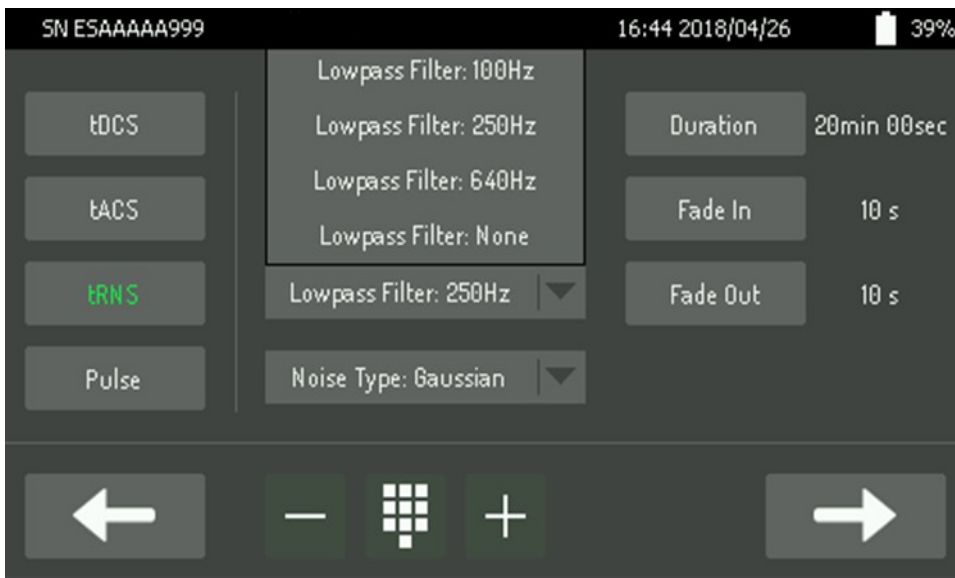 SN ESAAAAA999 16:44 2018/04/26 39%
tDCS
tACS
tRNS
Pulse
Lowpass Filter: 100Hz
Lowpass Filter: 250Hz
Lowpass Filter: 640Hz
Lowpass Filter: None
Lowpass Filter: 250Hz
Noise Type: Gaussian
Duration 20min 00sec
Fade In 10 s
Fade Out 10 s